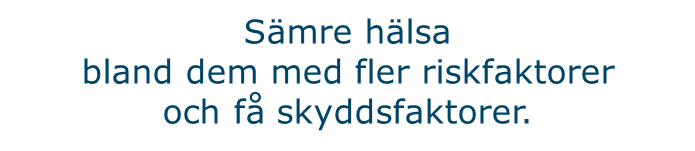 Sämre hälsa
bland dem med fler riskfaktorer
och få skyddsfaktorer.